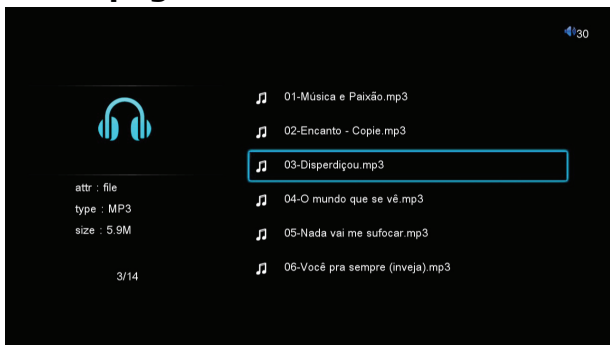 30
01-Música e Paixão.mp3
02-Encanto - Copie.mp3
03-Disperdiçou.mp3
04-O mundo que se vê.mp3
05-Nada vai me sufocar.mp3
06-Você pra sempre (inveja).mp3
attr : file
type : MP3
size : 5.9M
3/14